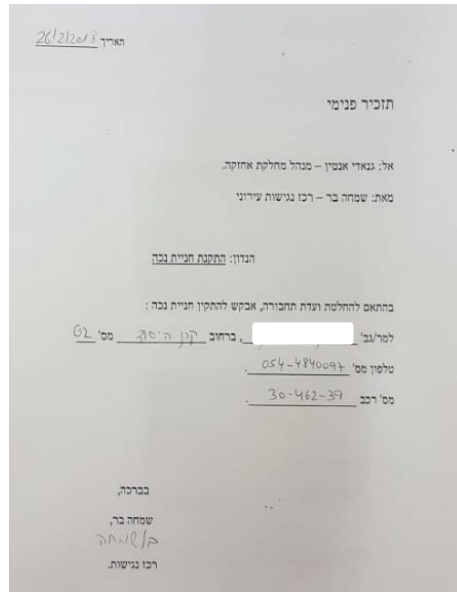 תאריך 26/2/2018
תזכיר פנימי
אל: גנאדי אנטין – מנהל מחלקת אחזקה.
מאת: שמחה בר – רכז נגישות עירוני
הנדון: התקנת חניית נכה
בהתאם להחלטת ועדת תחבורה, אבקש להתקין חניית נכה :
למר/גב' , ברחוב קרן היסוד מס' 62
טלפון מס' 054-4840097.
מס' רכב 30-462-39.
בברכה,
שמחה בר,
רכז נגישות.